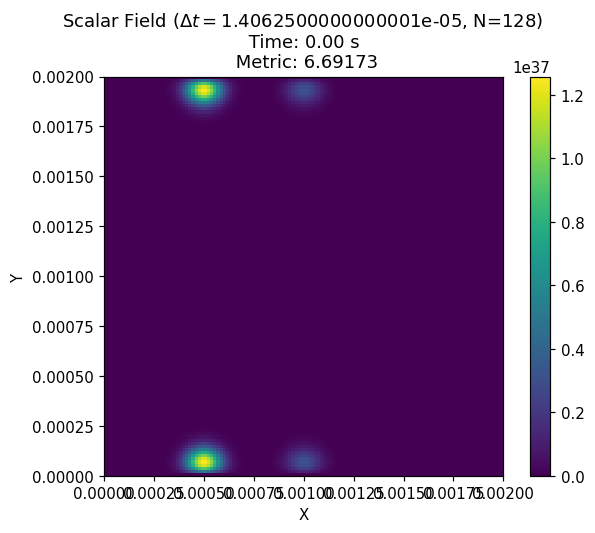 Scalar Field (Δt = 1.4062500000000001e-05, N=128)
Time: 0.00 s
Metric: 6.69173
1e37
0.00200
0.00175
0.00150
0.00125
0.00100
0.00075
0.00050
0.00025
0.00000
Y
1.2
1.0
0.8
0.6
0.4
0.2
0.0
0.00000 0.00025 0.00050 0.00075 0.00100 0.00125 0.00150 0.00175 0.00200
X